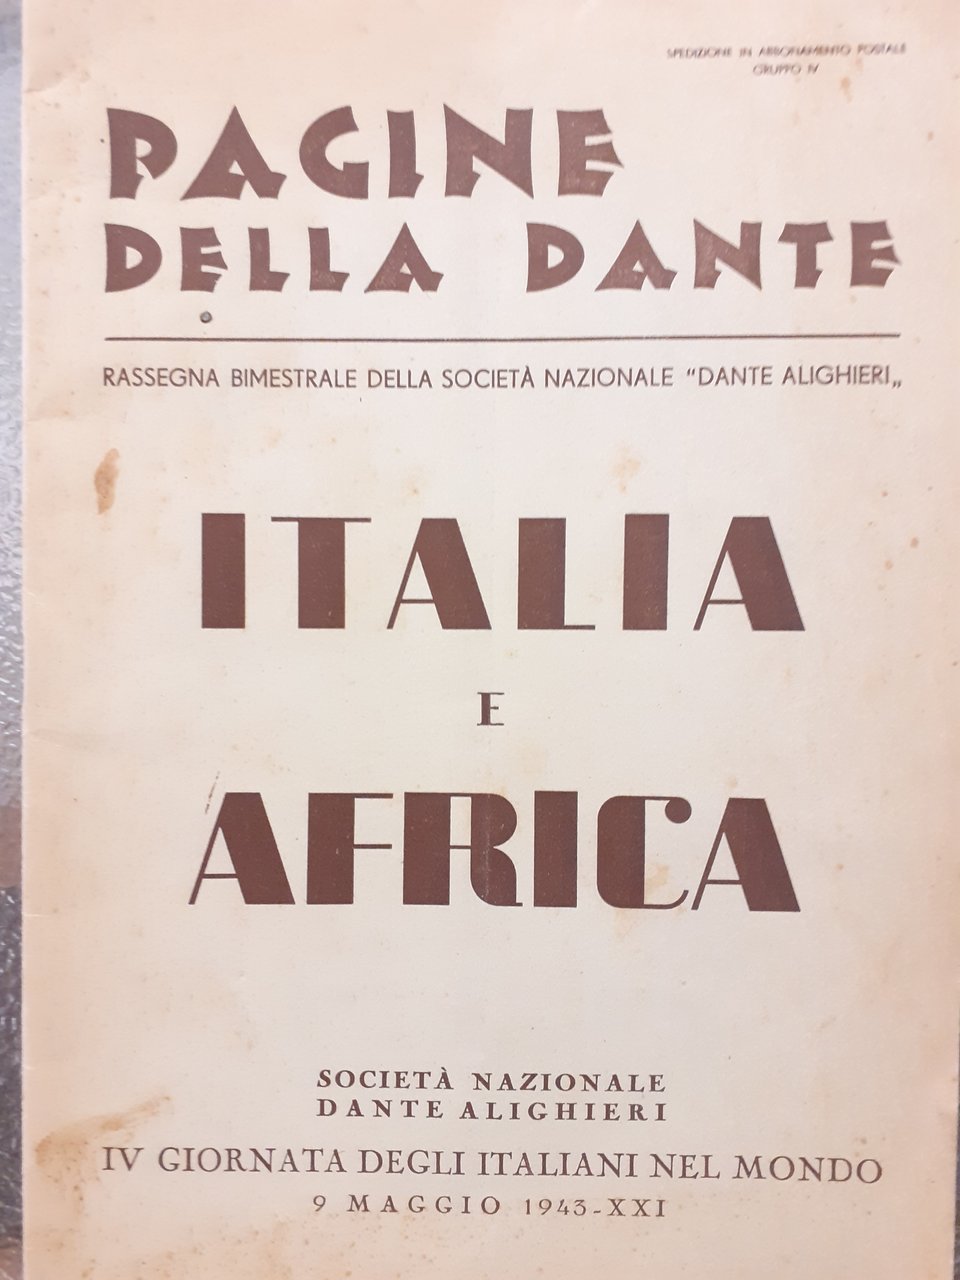 SPEDIZIONE IN ABBONAMENTO POSTALE
GRUPPO IV
PAGINE
DELLA DANTE
RASSEGNA BIMESTRALE DELLA SOCIETÀ NAZIONALE "DANTE ALIGHIERI„
ITALIA
E
AFRICA
SOCIETÀ NAZIONALE
DANTE ALIGHIERI
IV GIORNATA DEGLI ITALIANI NEL MONDO
9 MAGGIO 1943-XXI